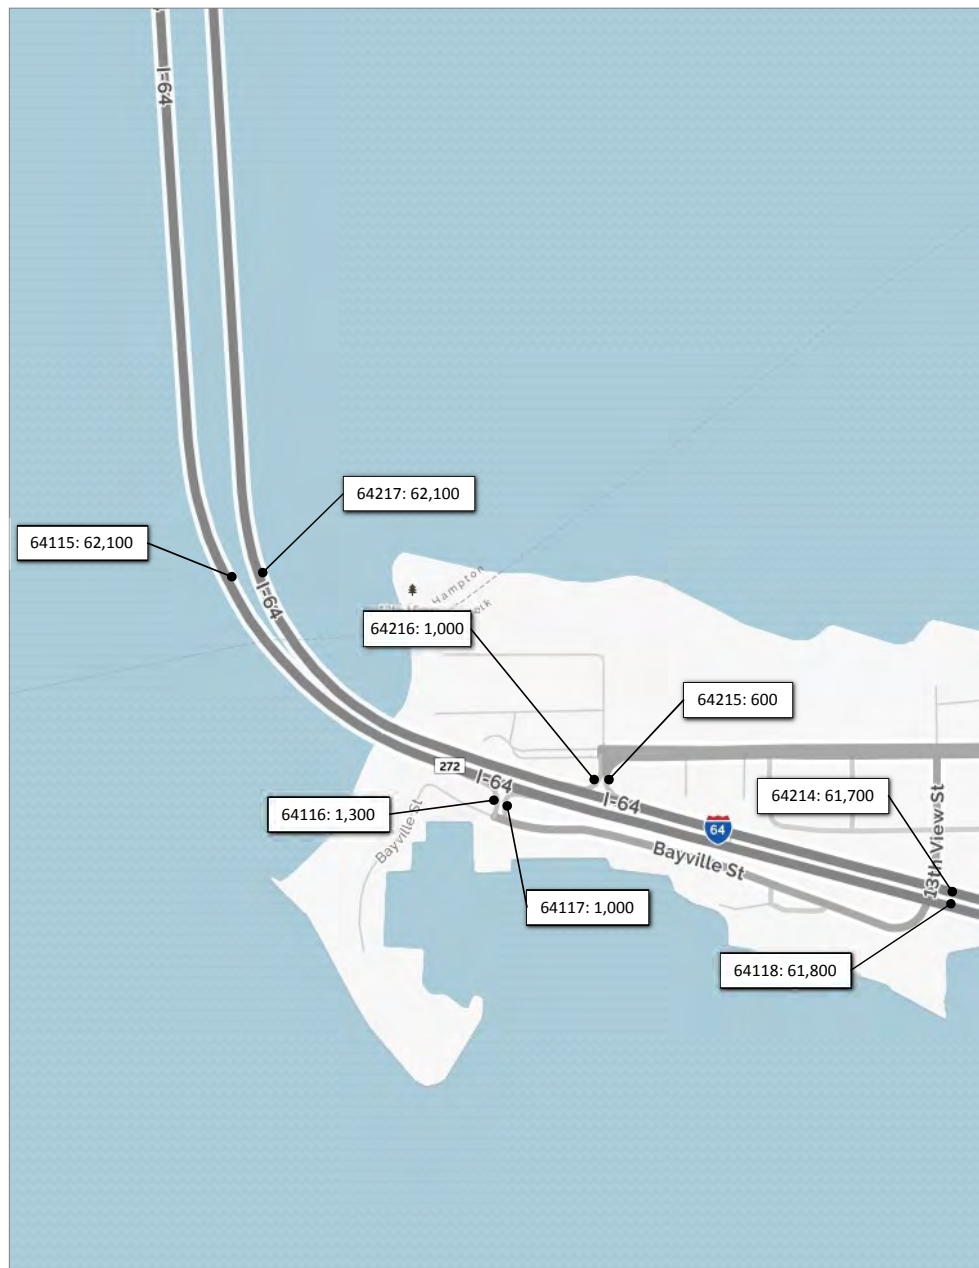 I-64
64217: 62,100
64115: 62,100
I-64
Hampton
64216: 1,000
64215: 600
272
I-64
I-64
64214: 61,700
64116: 1,300
64
Bayville St
Bayville St
13th View St
64117: 1,000
64118: 61,800